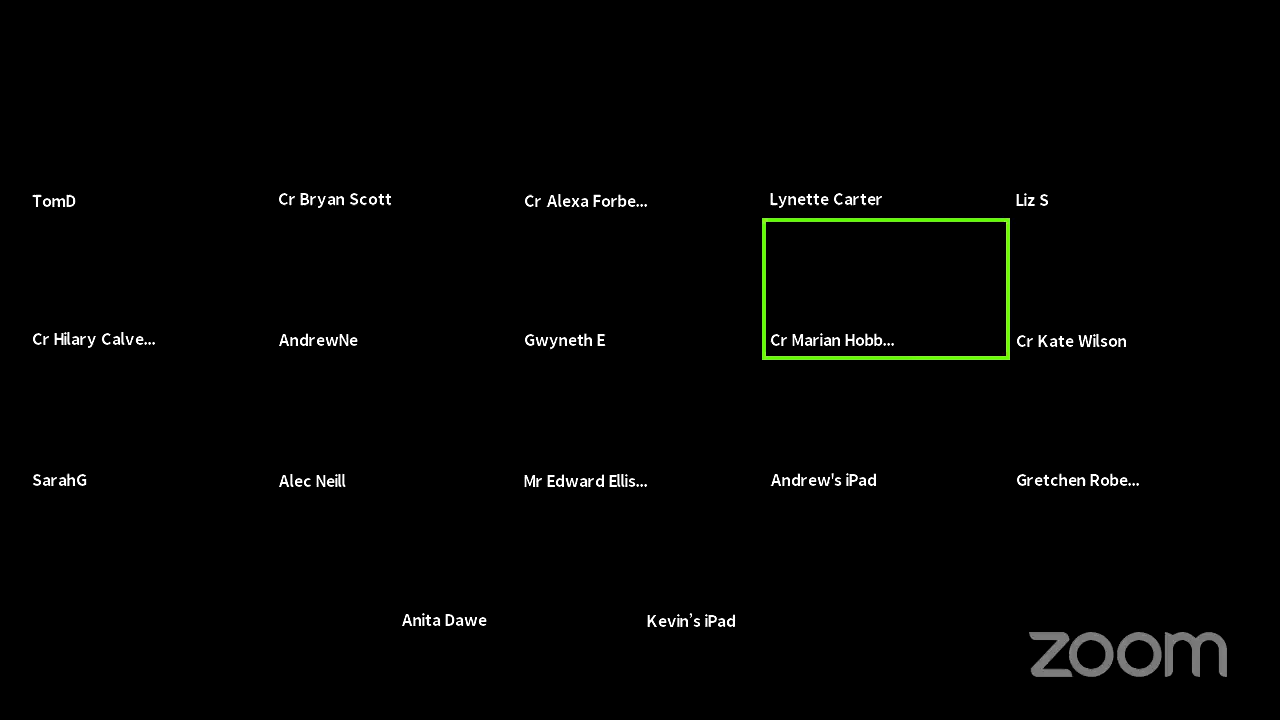 TomD
Cr Bryan Scott
Cr Alexa Forbe...
Lynette Carter
Liz S
Cr Hilary Calve...
AndrewNe
Gwyneth E
Cr Marian Hobb...
Cr Kate Wilson
SarahG
Alec Neill
Mr Edward Ellis...
Andrew's iPad
Gretchen Robe...
Anita Dawe
Kevin’s iPad
zoom